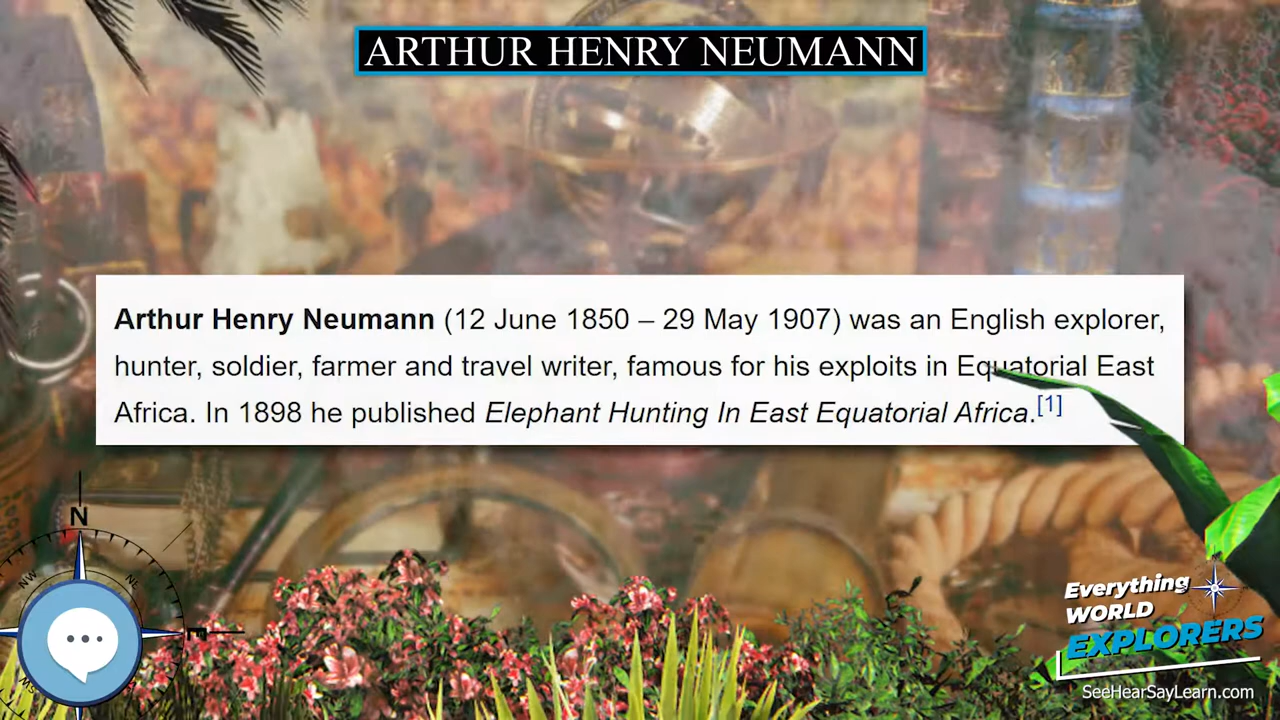 ARTHUR HENRY NEUMANN
Arthur Henry Neumann (12 June 1850 – 29 May 1907) was an English explorer,
hunter, soldier, farmer and travel writer, famous for his exploits in Equatorial East
Africa. In 1898 he published Elephant Hunting In East Equatorial Africa.[1]
N
NW
NE
E
Everything
WORLD
EXPLORERS
SeeHearSayLearn.com